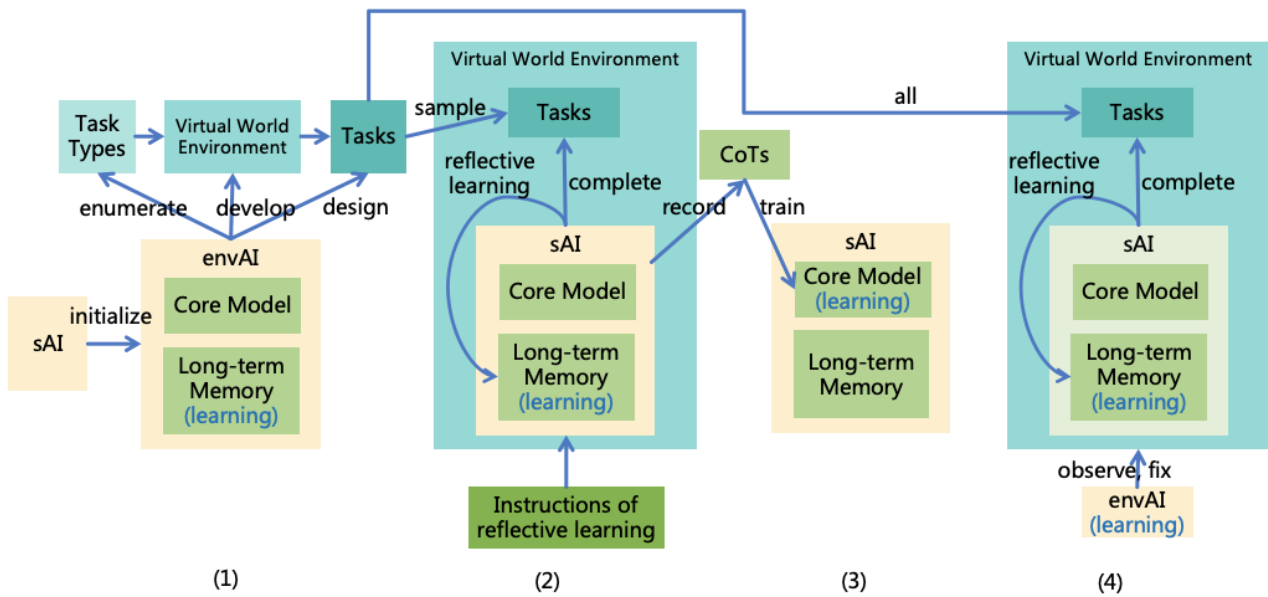 Task
Types
Virtual World
Environment
Tasks
enumerate
develop
design
envAI
Core Model
Long-term
Memory
(learning)
sAI
initialize
(1)
sample
Virtual World Environment
Tasks
reflective
learning
complete
sAI
Core Model
Long-term
Memory
(learning)
Instructions of
reflective learning
(2)
record
CoTs
train
sAI
Core Model
(learning)
Long-term
Memory
(3)
all
Virtual World Environment
Tasks
reflective
learning
complete
sAI
Core Model
Long-term
Memory
(learning)
observe, fix
envAI
(learning)
(4)